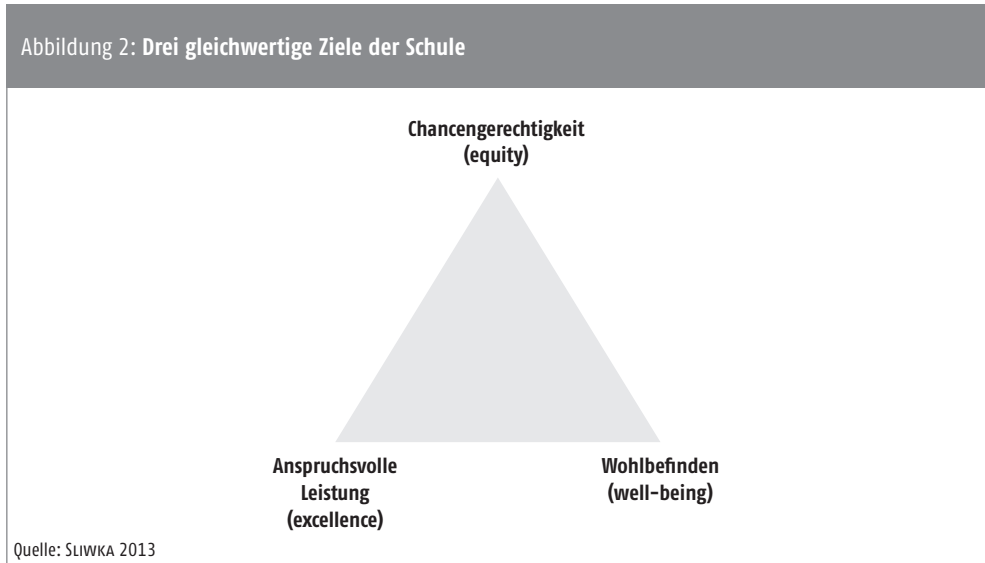 Abbildung 2: Drei gleichwertige Ziele der Schule
Chancengerechtigkeit
(equity)
Anspruchsvolle
Leistung
(excellence)
Wohlbefinden
(well-being)
Quelle: SLIWKA 2013